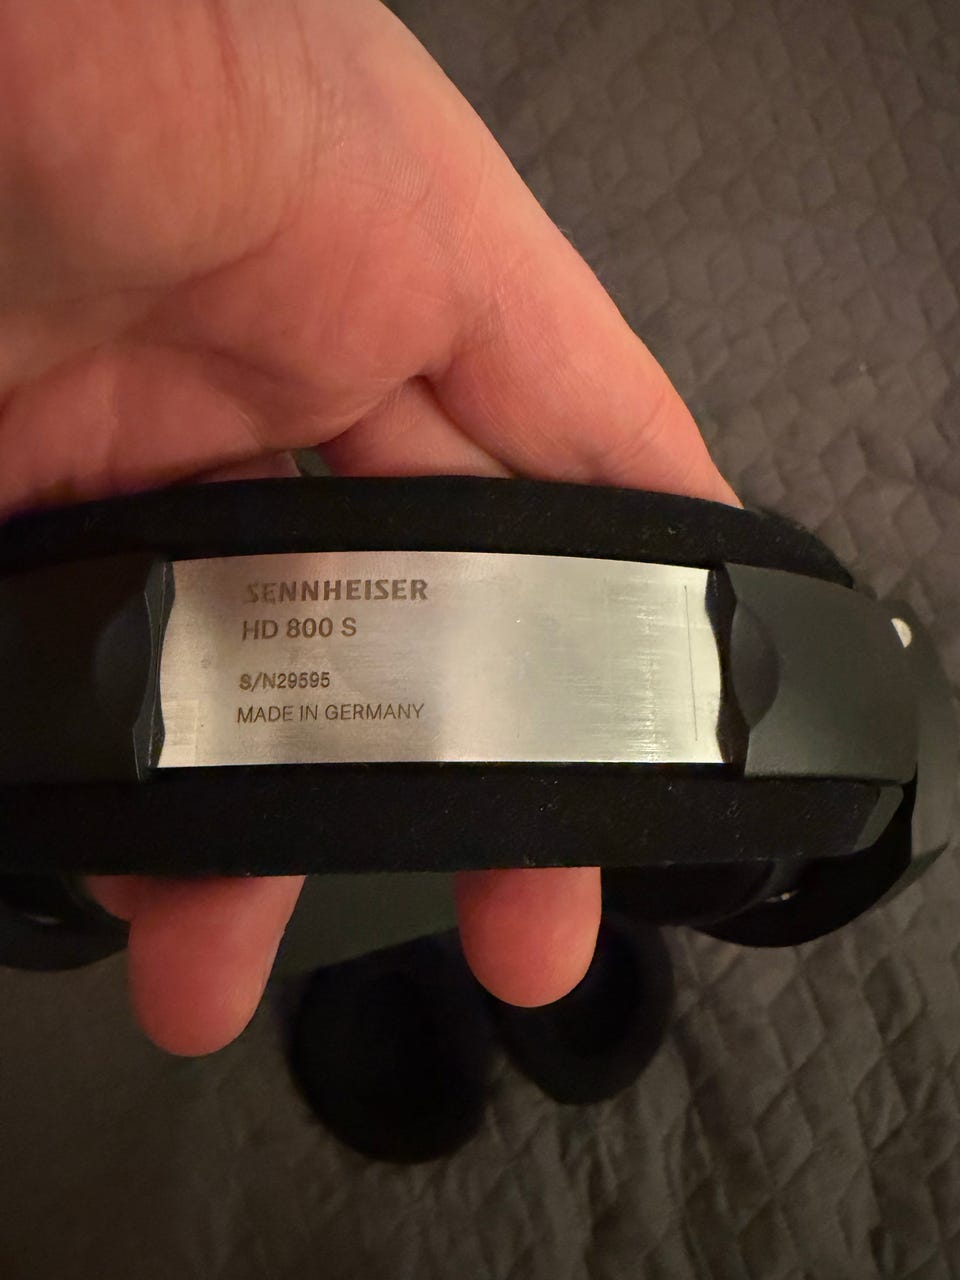 SENNHEISER
HD 800 S
S/N29595
MADE IN GERMANY